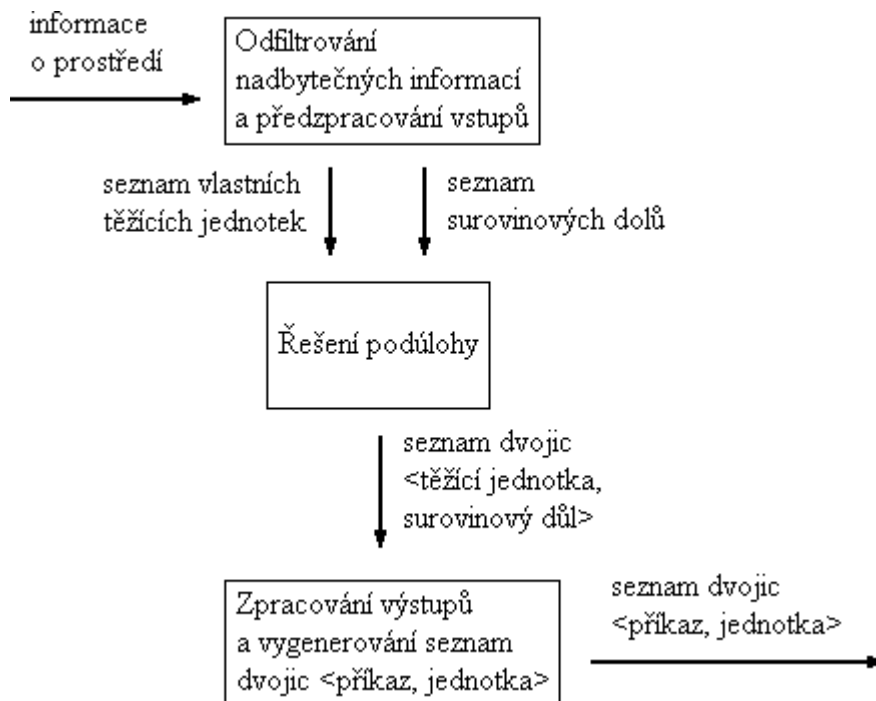 informace
o prostředí
Odfiltrování
nadbytečných informací
a předzpracování vstupů
seznam vlastních
těžících jednotek
seznam
surovinových dolů
Řešení podúlohy
seznam dvojic
<těžící jednotka,
surovinový důl>
Zpracování výstupů
a vygenerování seznam
dvojic <příkaz, jednotka>
seznam dvojic
<příkaz, jednotka>